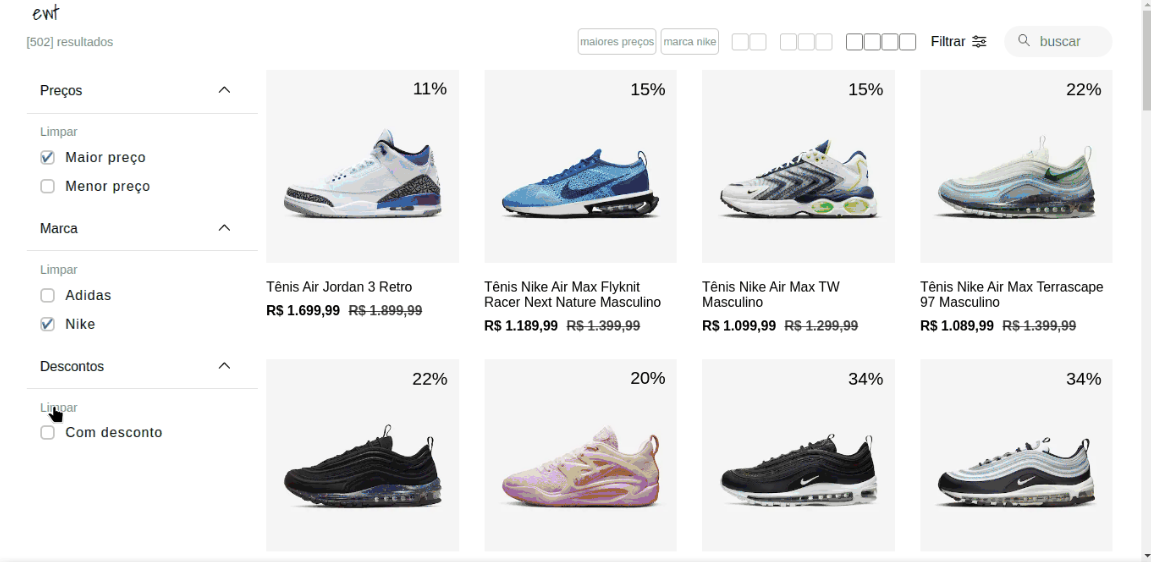 ewt
[502] resultados
maiores preços
marca nike
Filtrar
buscar
Preços
Limpar
Maior preço
Menor preço
Marca
Limpar
Adidas
Nike
Descontos
Limpar
Com desconto
11%
15%
15%
22%
Tênis Air Jordan 3 Retro
R$ 1.699,99 R$ 1.899,99
Tênis Nike Air Max Flyknit
Racer Next Nature Masculino
R$ 1.189,99 R$ 1.399,99
Tênis Nike Air Max TW
Masculino
R$ 1.099,99 R$ 1.299,99
Tênis Nike Air Max Terrascape
97 Masculino
R$ 1.089,99 R$ 1.399,99
22%
20%
34%
34%